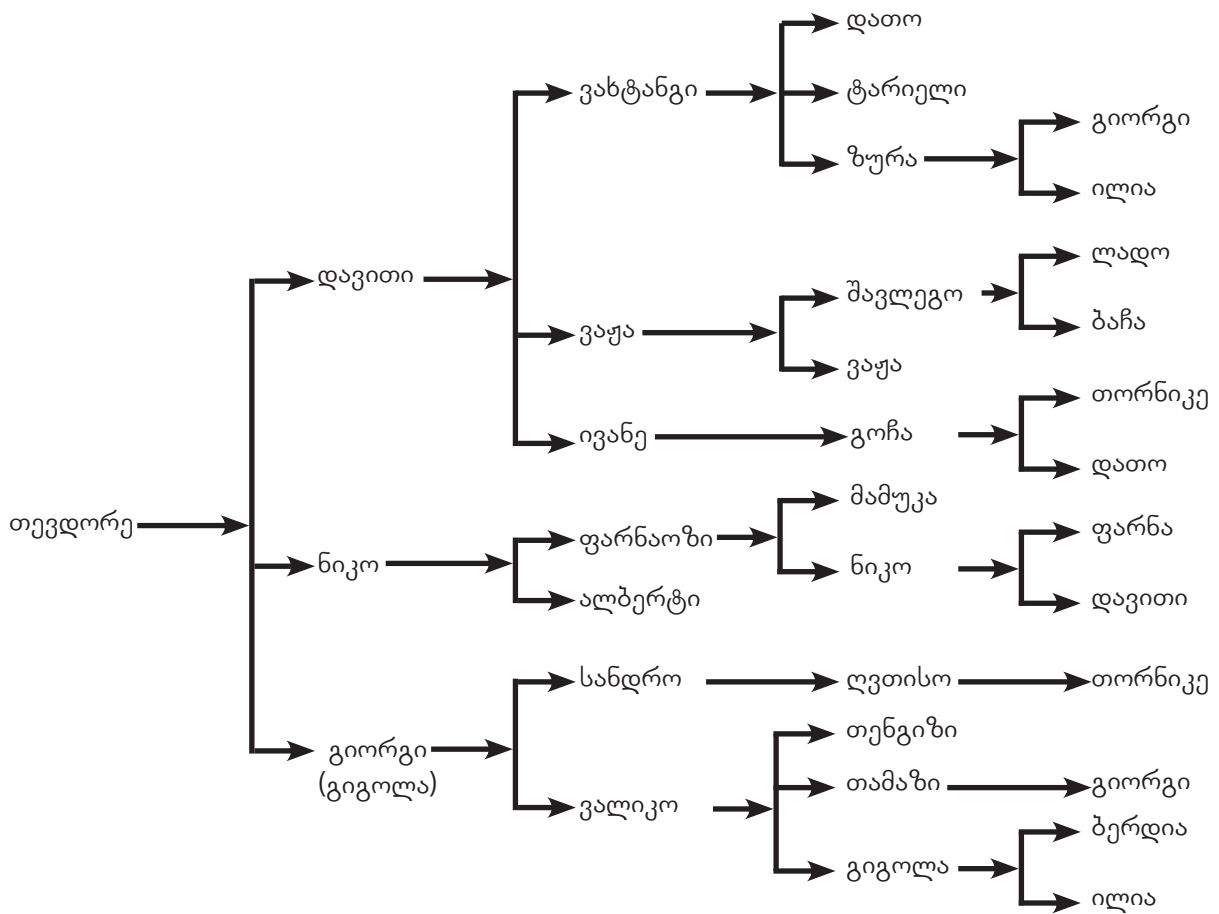 დათო
ვახტანგი
ტარიელი
გიორგი
ზურა
ილია
ლადო
დავითი
შავლეგო
ბაჩა
ვაჟა
ვაჟა
თორნიკე
ივანე
გოჩა
დათო
მამუკა
თევდორე
ფარნაოზი
ფარნა
ნიკო
ნიკო
ალბერტი
დავითი
სანდრო
ღვთისო
თორნიკე
თენგიზი
გიორგი
(გიგოლა)
თამაზი
გიორგი
ვალიკო
ბერდია
გიგოლა
ილია